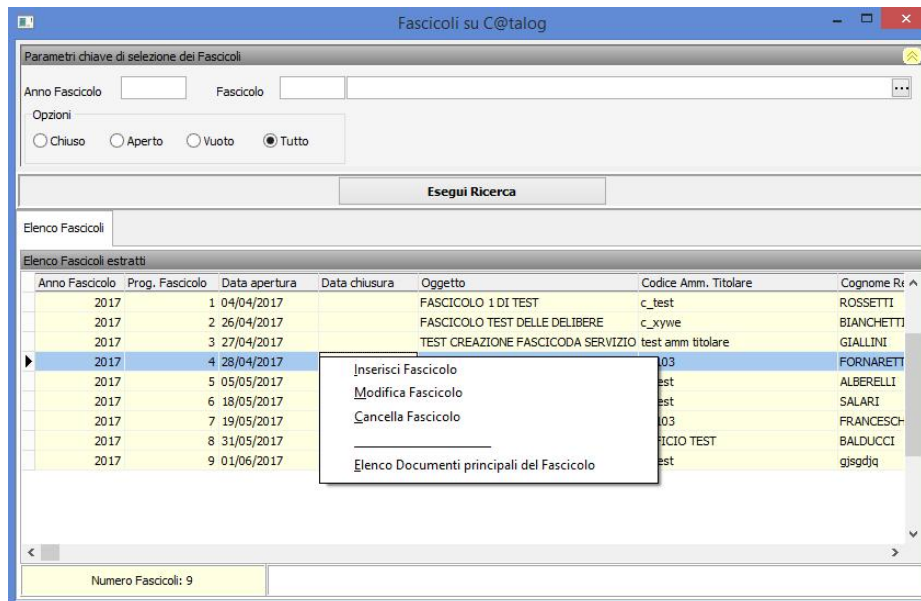 Fascicoli su C@talog
Parametri chiave di selezione dei Fascicoli
Anno Fascicolo Fascicolo ...
Opzioni
Chiuso Aperto Vuoto Tutto
Esegui Ricerca
Elenco Fascicoli
Elenco Fascicoli estratti
Anno Fascicolo Prog. Fascicolo Data apertura Data chiusura Oggetto Codice Amm. Titolare Cognome Re
2017 1 04/04/2017 FASCICOLO 1 DI TEST c_test ROSSETTI
2017 2 26/04/2017 FASCICOLO TEST DELLE DELIBERE c_xywe BIANCHETTI
2017 3 27/04/2017 TEST CREAZIONE FASCICODA SERVIZIO test amm titolare GIALLINI
2017 4 28/04/2017 103 FORNARETT
2017 5 05/05/2017 est ALBERELLI
2017 6 18/05/2017 est SALARI
2017 7 19/05/2017 103 FRANCESCH
2017 8 31/05/2017 FICIO TEST BALDUCCI
2017 9 01/06/2017 est gjsgdjq
Inserisci Fascicolo
Modifica Fascicolo
Cancella Fascicolo
Elenco Documenti principali del Fascicolo
Numero Fascicoli: 9